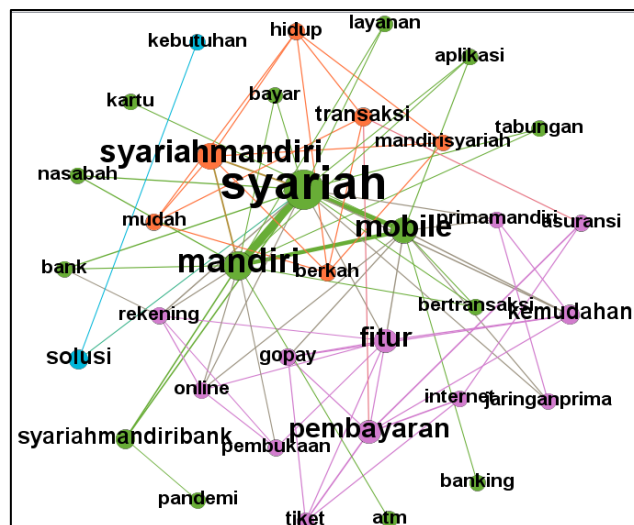 layanan
hidup
kebutuhan
aplikasi
kartu
bayar
transaksi
tabungan
mandirisyariah
syariahmandiri
nasabah
syariah
mudah
primamandiri
asuransi
mobile
mandiri
berkah
bank
bertransaksi
rekening
kemudahan
fitur
solusi
gopay
online
internet
jaringanprima
syariahmandiribank
pembayaran
pembukaan
banking
pandemi
tiket
atm